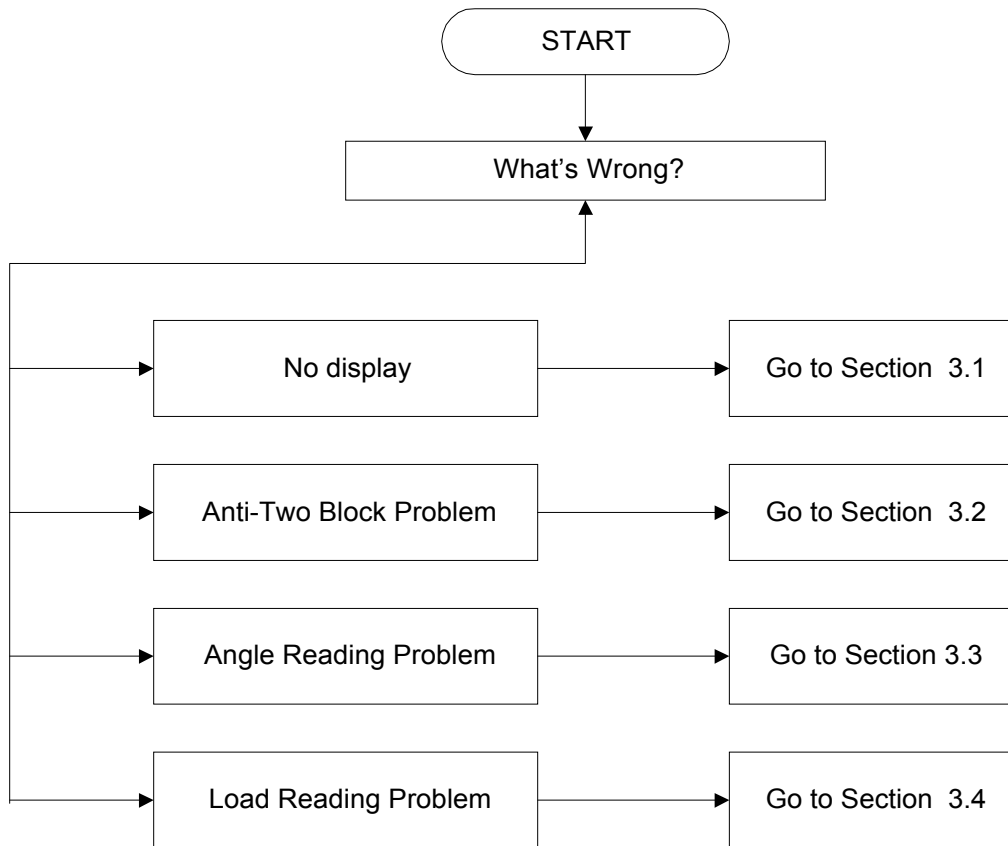 START
What's Wrong?
No display
Go to Section 3.1
Anti-Two Block Problem
Go to Section 3.2
Angle Reading Problem
Go to Section 3.3
Load Reading Problem
Go to Section 3.4